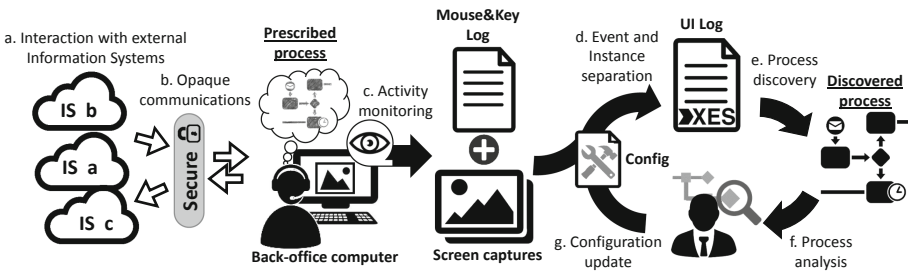 a. Interaction with external
Information Systems
IS b
IS a
IS c
b. Opaque
communications
Secure
Prescribed
process
Back-office computer
c. Activity
monitoring
Mouse&Key
Log
Screen captures
d. Event and
Instance
separation
Config
UI Log
XES
e. Process
discovery
Discovered
process
f. Process
analysis
g. Configuration
update